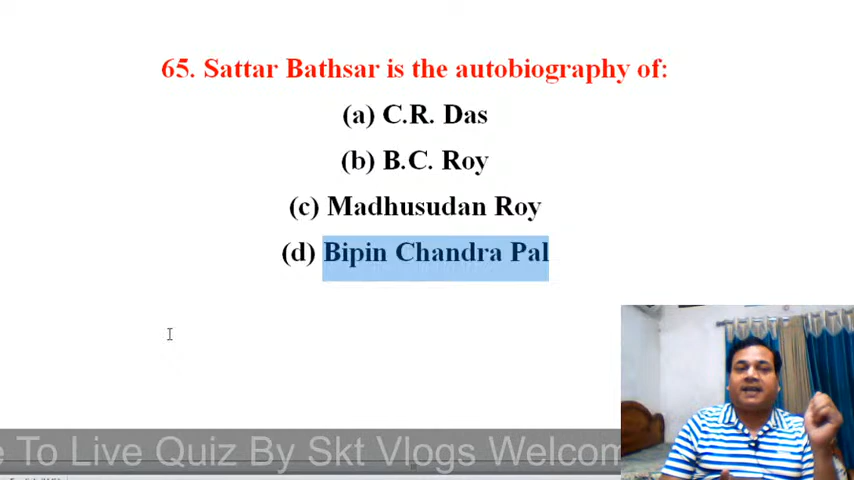 65. Sattar Bathsar is the autobiography of:
(a) C.R. Das
(b) B.C. Roy
(c) Madhusudan Roy
(d) Bipin Chandra Pal
e To Live Quiz By Skt Vlogs Welcom